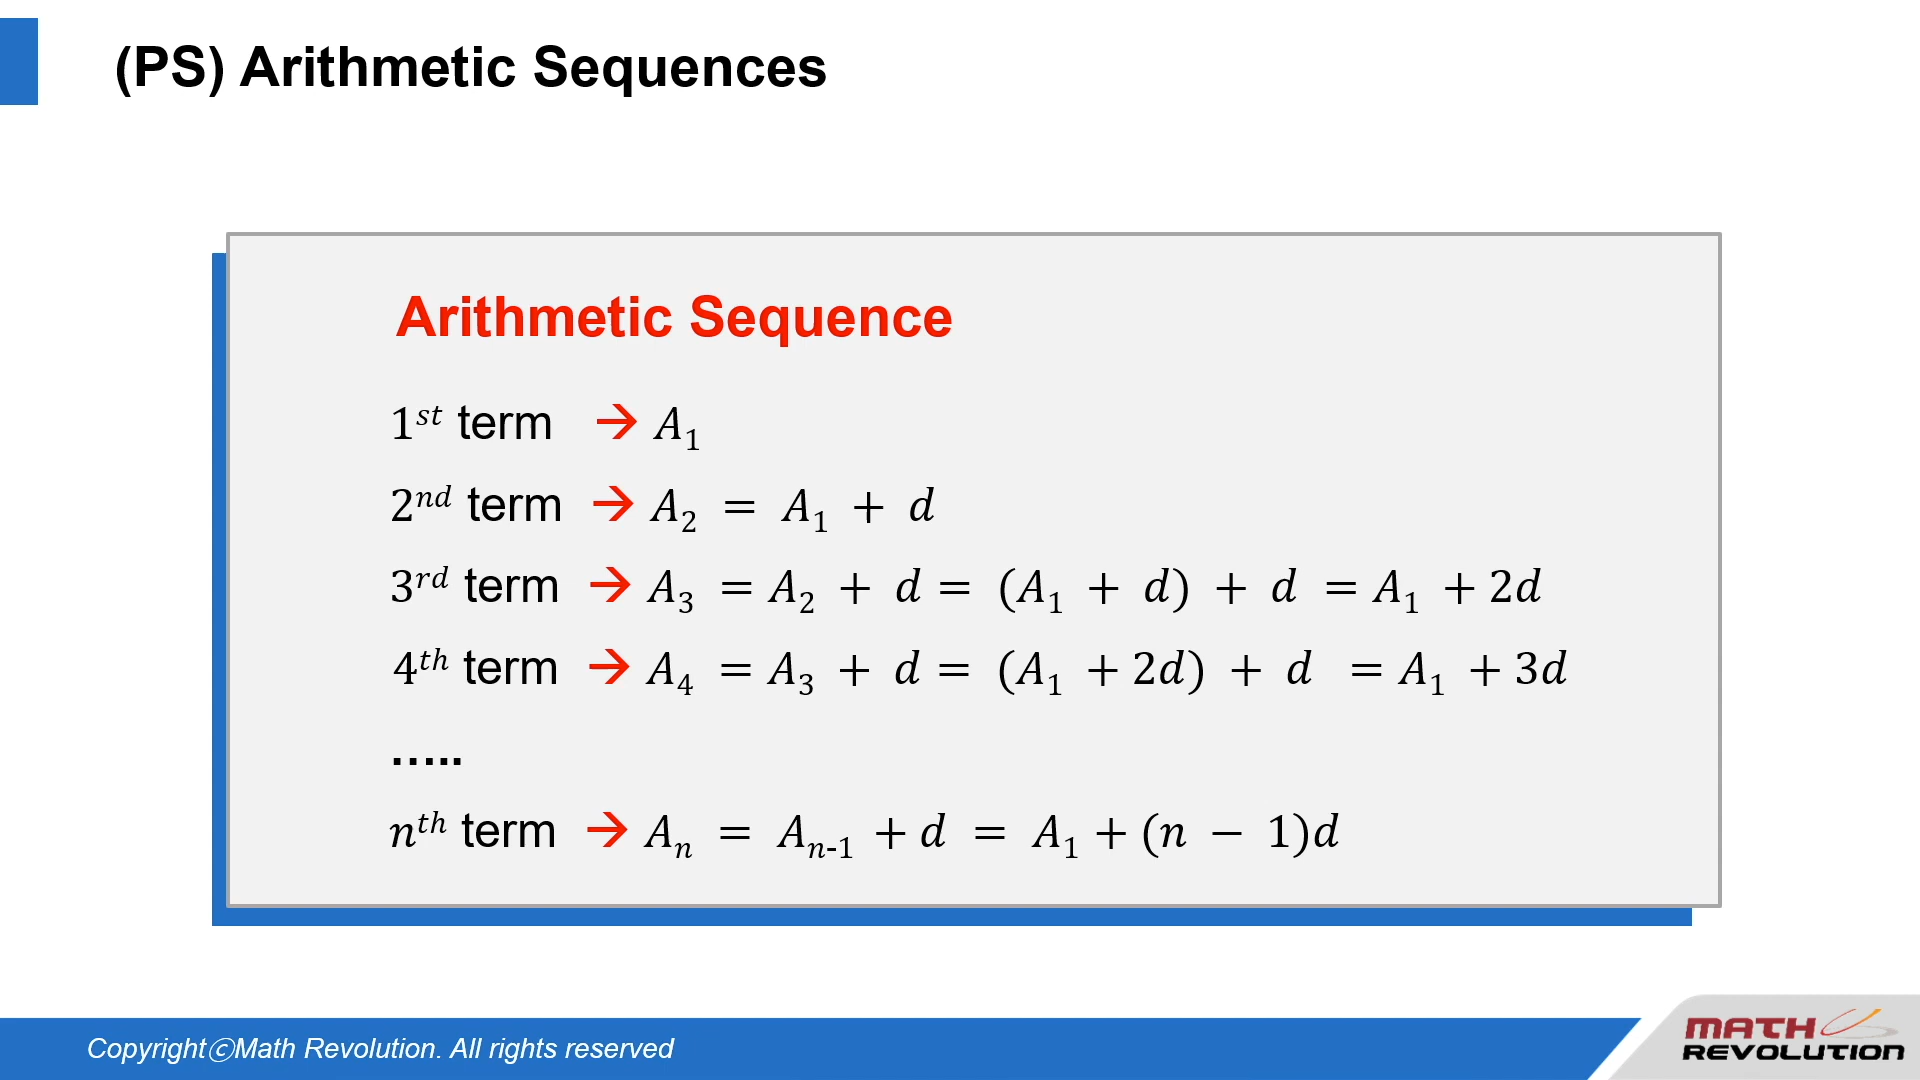 (PS) Arithmetic Sequences
Arithmetic Sequence
1ˢᵗ term → A₁
2ⁿᵈ term → A₂ = A₁ + d
3ʳᵈ term → A₃ = A₂ + d = (A₁ + d) + d = A₁ + 2d
4ᵗʰ term → A₄ = A₃ + d = (A₁ + 2d) + d = A₁ + 3d
…..
nᵗʰ term → Aₙ = Aₙ₋₁ + d = A₁ + (n − 1)d
CopyrightⓒMath Revolution. All rights reserved
MATH
REVOLUTION